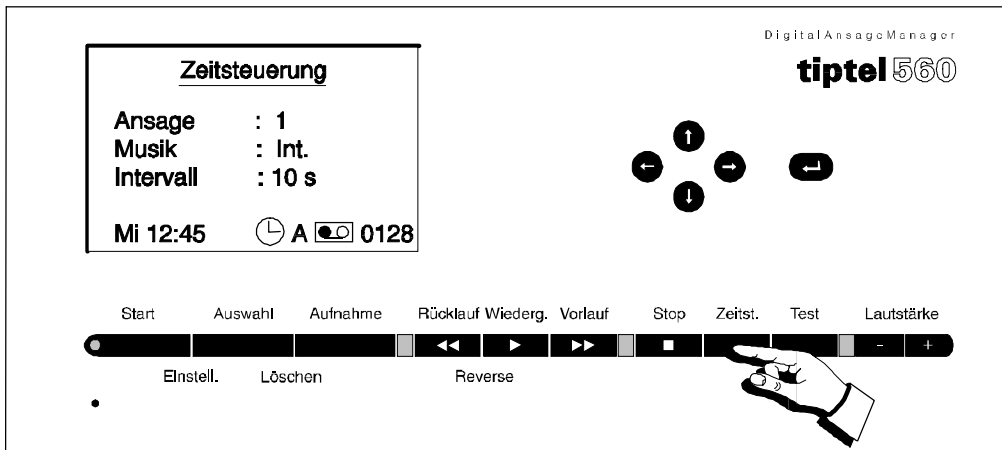 DigitalAnsageManager
tiptel 560
Zeitsteuerung
Ansage : 1
Musik : Int.
Intervall : 10 s
Mi 12:45 A 0128
Start Auswahl Aufnahme Rücklauf Wiederg. Vorlauf Stop Zeitst. Test Lautstärke
- +
EInstell. Löschen Reverse